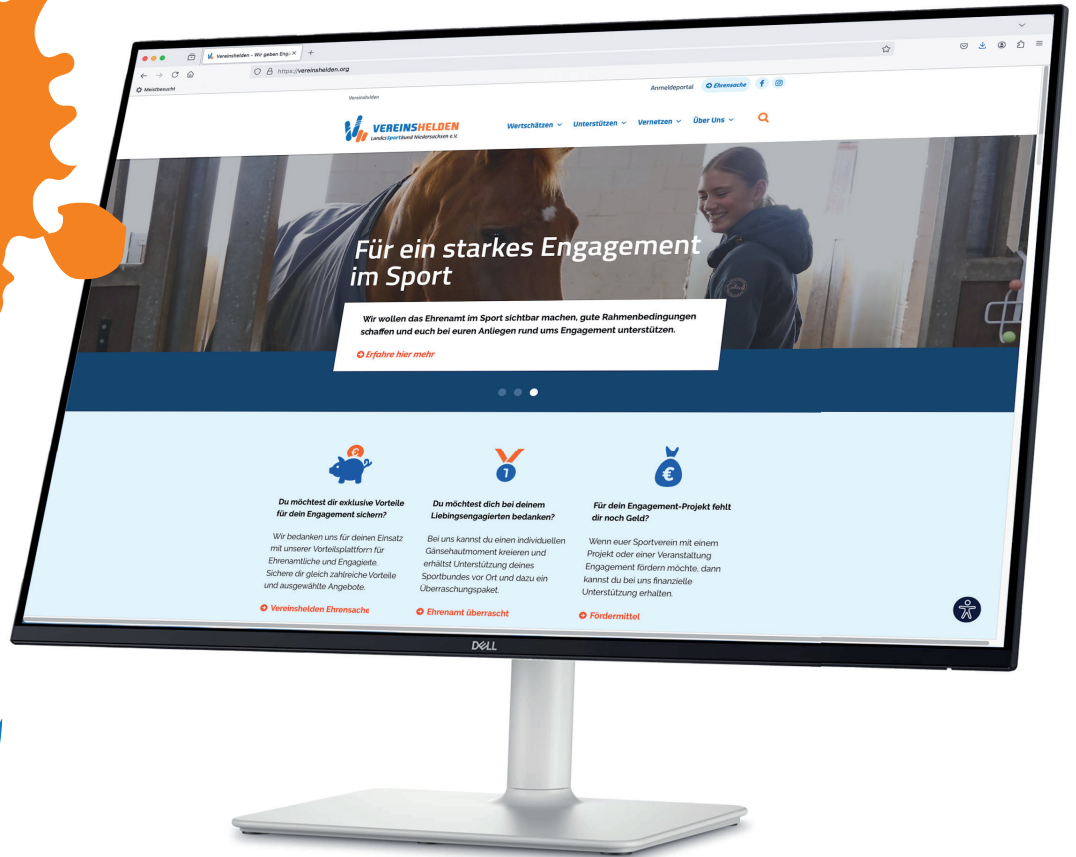 Vereinshelden - Wir geben Eng
https://vereinshelden.org
Meistbesucht
Vereinshelden
Anmeldeportal
Ehrensache
VEREINSHELDEN
LandesSportBund Niedersachsen e.V.
Wertschätzen
Unterstützen
Vernetzen
Über Uns
Für ein starkes Engagement
im Sport
Wir wollen das Ehrenamt im Sport sichtbar machen, gute Rahmenbedingungen
schaffen und euch bei euren Anliegen rund ums Engagement unterstützen.
Erfahre hier mehr
€
Du möchtest dir exklusive Vorteile
für dein Engagement sichern?
Wir bedanken uns für deinen Einsatz
mit unserer Vorteilsplattform für
Ehrenamtliche und Engagiete.
Sichere dir gleich zahlreiche Vorteile
und ausgewählte Angebote.
Vereinshelden Ehrensache
1
Du möchtest dich bei deinem
Liebingsengagierten bedanken?
Bei uns kannst du einen individuellen
Gänsehautmoment kreieren und
erhältst Unterstützung deines
Sportbundes vor Ort und dazu ein
Überraschungspaket.
Ehrenamt überrascht
€
Für dein Engagement-Projekt fehlt
dir noch Geld?
Wenn euer Sportverein mit einem
Projekt oder einer Veranstaltung
Engagement fördern möchte, dann
kannst du bei uns finanzielle
Unterstützung erhalten.
Fördermittel
DELL